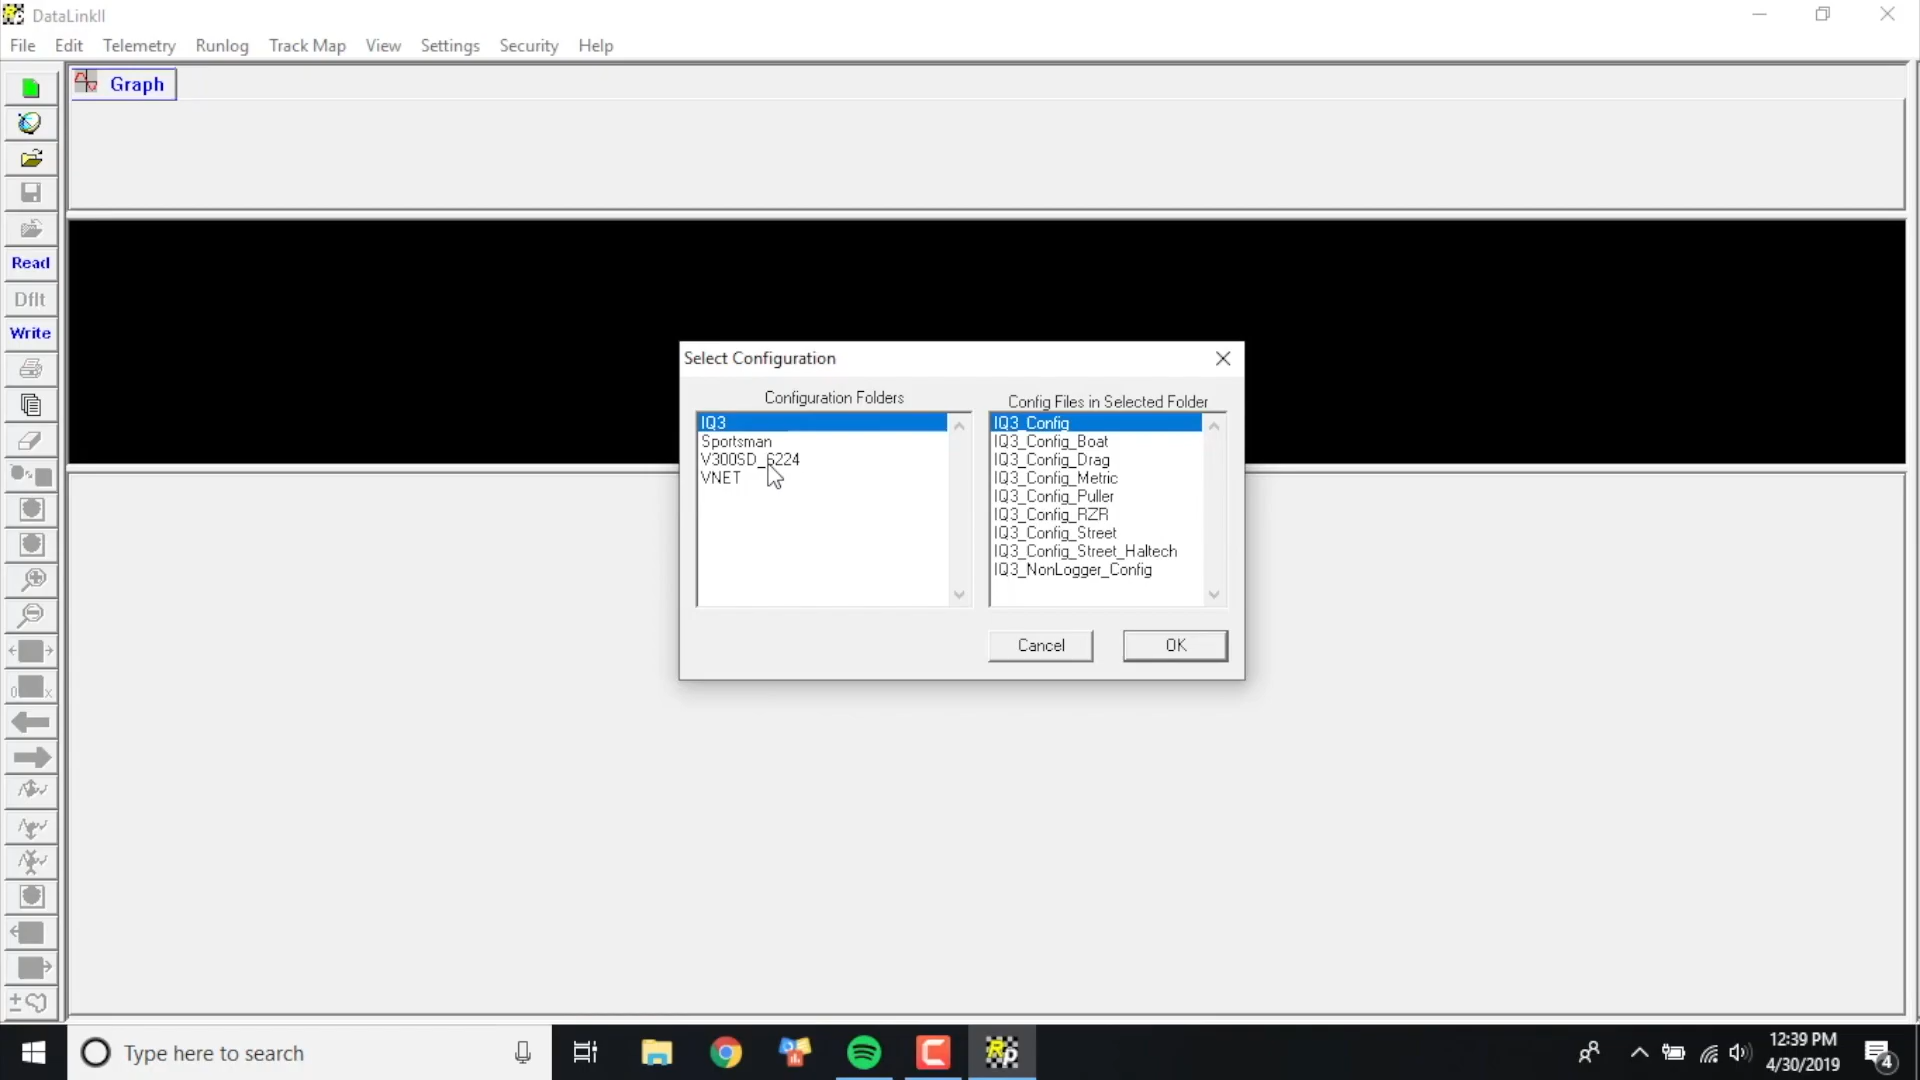 DataLinkII
File Edit Telemetry Runlog Track Map View Settings Security Help
Graph
Read
Dflt
Write
0 x
Select Configuration
Configuration Folders
IQ3
Sportsman
V300SD_6224
VNET
Config Files in Selected Folder
IQ3_Config
IQ3_Config_Boat
IQ3_Config_Drag
IQ3_Config_Metric
IQ3_Config_Puller
IQ3_Config_RZR
IQ3_Config_Street
IQ3_Config_Street_Haltech
IQ3_NonLogger_Config
Cancel OK
Type here to search
12:39 PM
4/30/2019
4